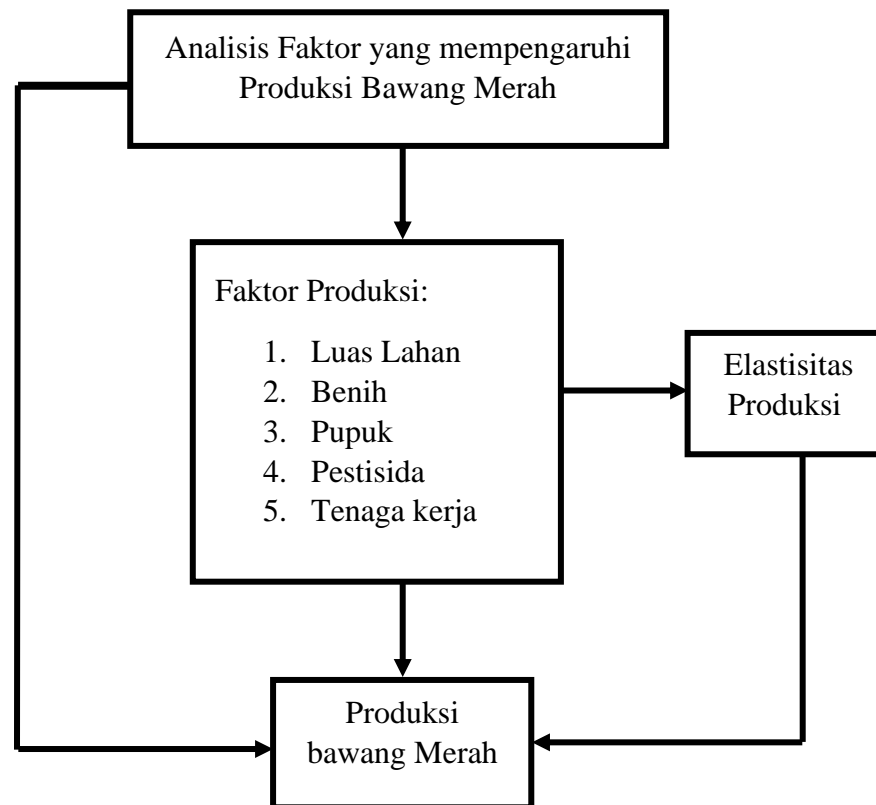 Analisis Faktor yang mempengaruhi
Produksi Bawang Merah
Faktor Produksi:
1. Luas Lahan
2. Benih
3. Pupuk
4. Pestisida
5. Tenaga kerja
Elastisitas
Produksi
Produksi
bawang Merah